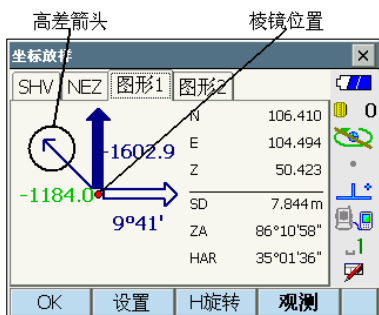 高差箭头 棱镜位置
坐标放样
SHV NEZ 图形1 图形2
N 106.410 0
-1602.9 E 104.494
Z 50.423
-1184.0 SD 7.844m
9°41' ZA 86°10'58"
HAR 35°01'36" 1
OK 设置 H旋转 观测